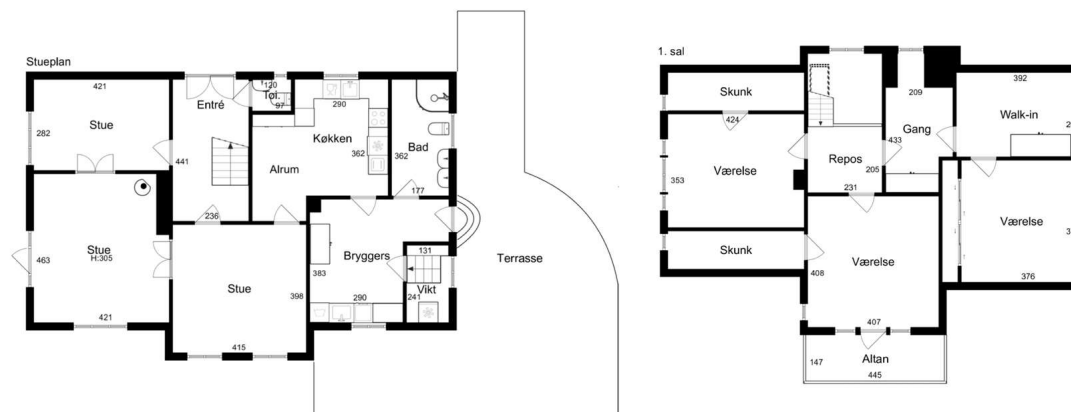 Stueplan
421
Stue
282
Entré
441
236
120
Tøl.
97
290
Køkken
362
Alrum
362
Bad
177
Stue
H:305
463
421
Stue
398
415
Bryggers
383
290
131
241
Vikt
Terrasse
1. sal
Skunk
424
Værelse
353
Skunk
Repos
231
205
433
209
Gang
392
Walk-in
Værelse
376
Værelse
408
407
147
Altan
445